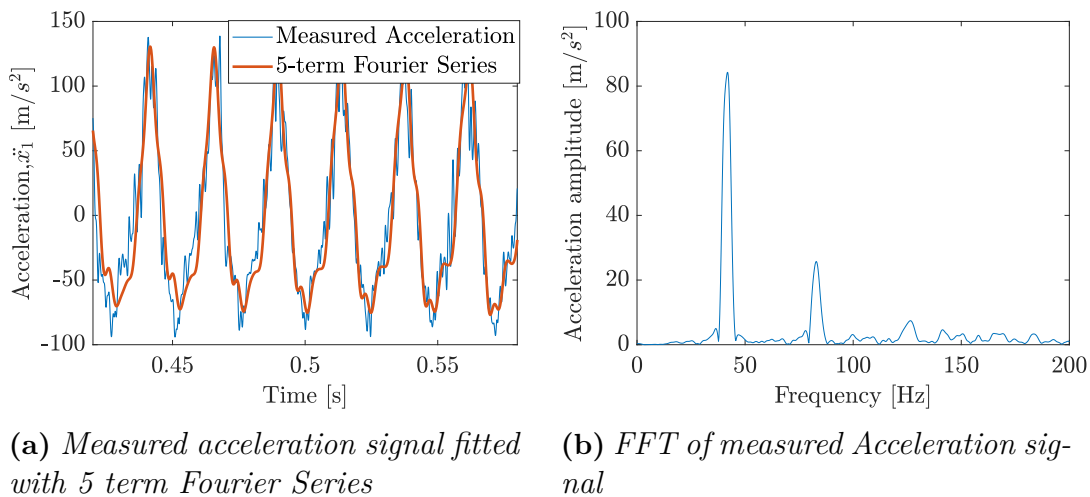 150
100
50
0
-50
-100
Acceleration,ẍ₁ [m/s²]
Measured Acceleration
5-term Fourier Series
0.45
0.5
0.55
Time [s]
100
80
60
40
20
0
Acceleration amplitude [m/s²]
0
50
100
150
200
Frequency [Hz]
(a) Measured acceleration signal fitted
with 5 term Fourier Series
(b) FFT of measured Acceleration sig-
nal